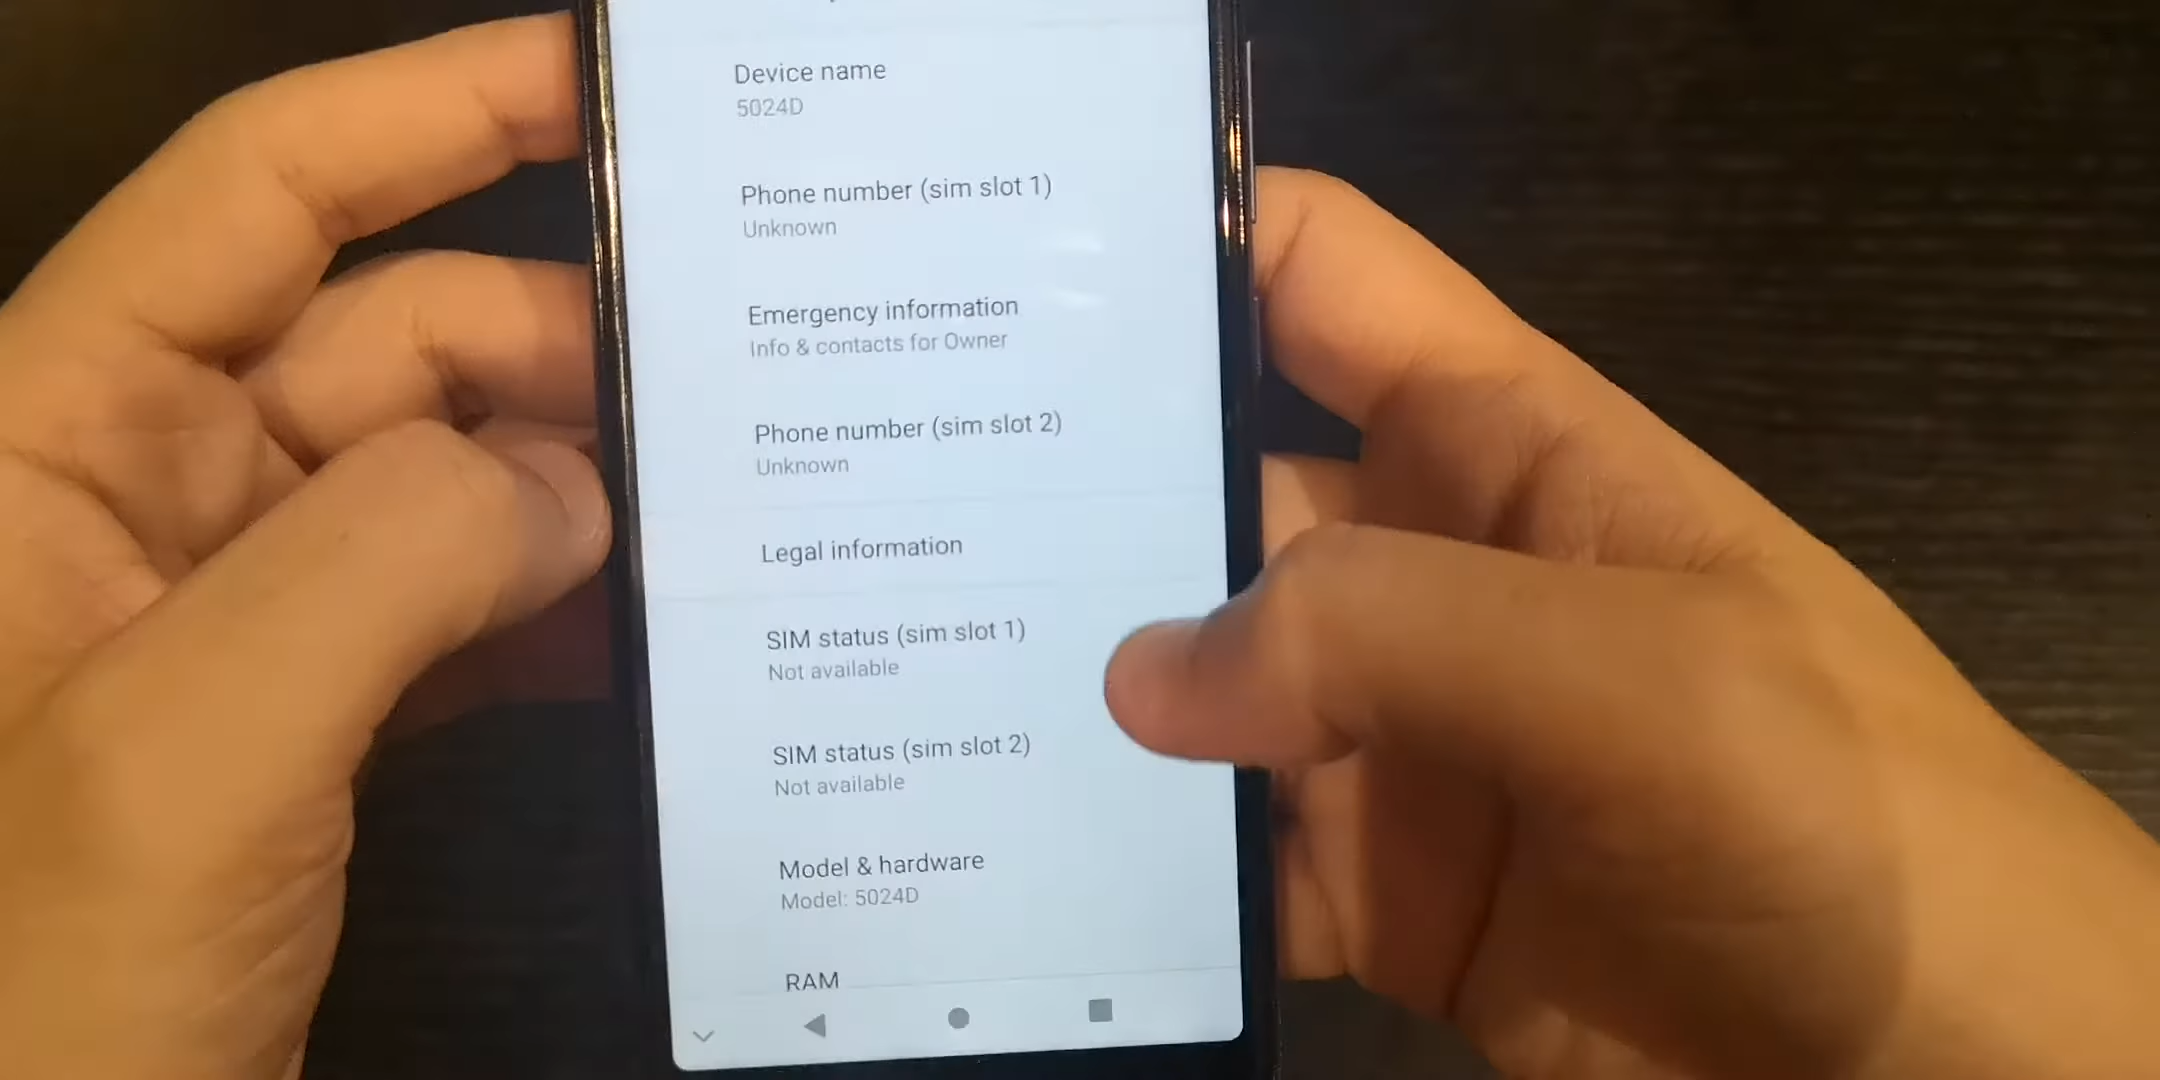 Device name
5024D
Phone number (sim slot 1)
Unknown
Emergency information
Info & contacts for Owner
Phone number (sim slot 2)
Unknown
Legal information
SIM status (sim slot 1)
Not available
SIM status (sim slot 2)
Not available
Model & hardware
Model: 5024D
RAM